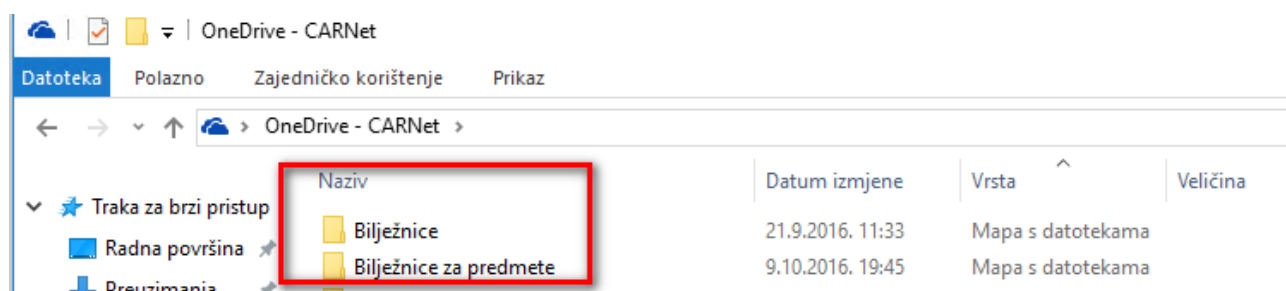 OneDrive - CARNet
Datoteka Polazno Zajedničko korištenje Prikaz
OneDrive - CARNet
Naziv Datum izmjene Vrsta Veličina
Traka za brzi pristup
Bilježnice 21.9.2016. 11:33 Mapa s datotekama
Radna površina
Bilježnice za predmete 9.10.2016. 19:45 Mapa s datotekama
Preuzimanja